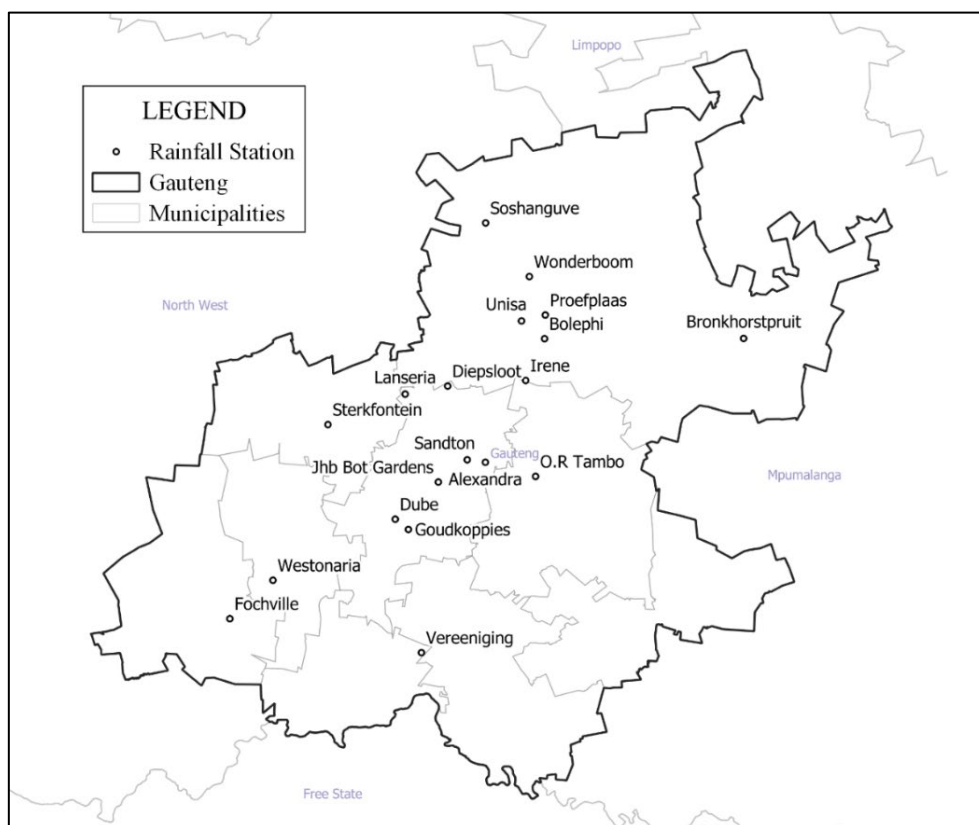 Limpopo
LEGEND
Rainfall Station
Gauteng
Municipalities
Soshanguve
Wonderboom
North West
Unisa
Proefplaas
Bolephi
Bronkhorstpruit
Irene
Lanseria
Diepsloot
Sterkfontein
Sandton
Gauteng
O.R Tambo
Jhb Bot Gardens
Alexandra
Mpumalanga
Dube
Goudkoppies
Westonaria
Fochville
Vereeniging
Free State